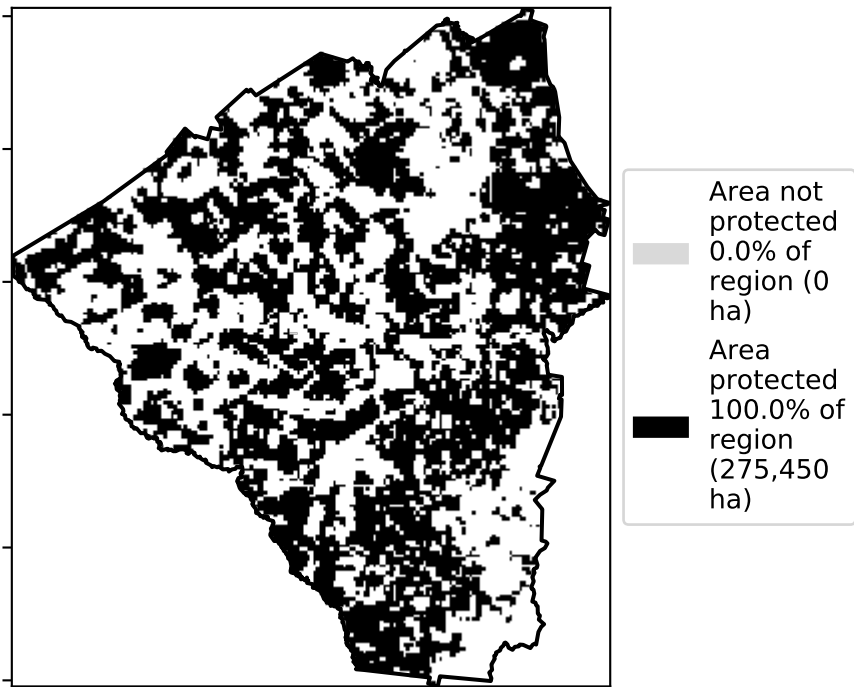 Area not
protected
0.0% of
region (0
ha)
Area
protected
100.0% of
region
(275,450
ha)